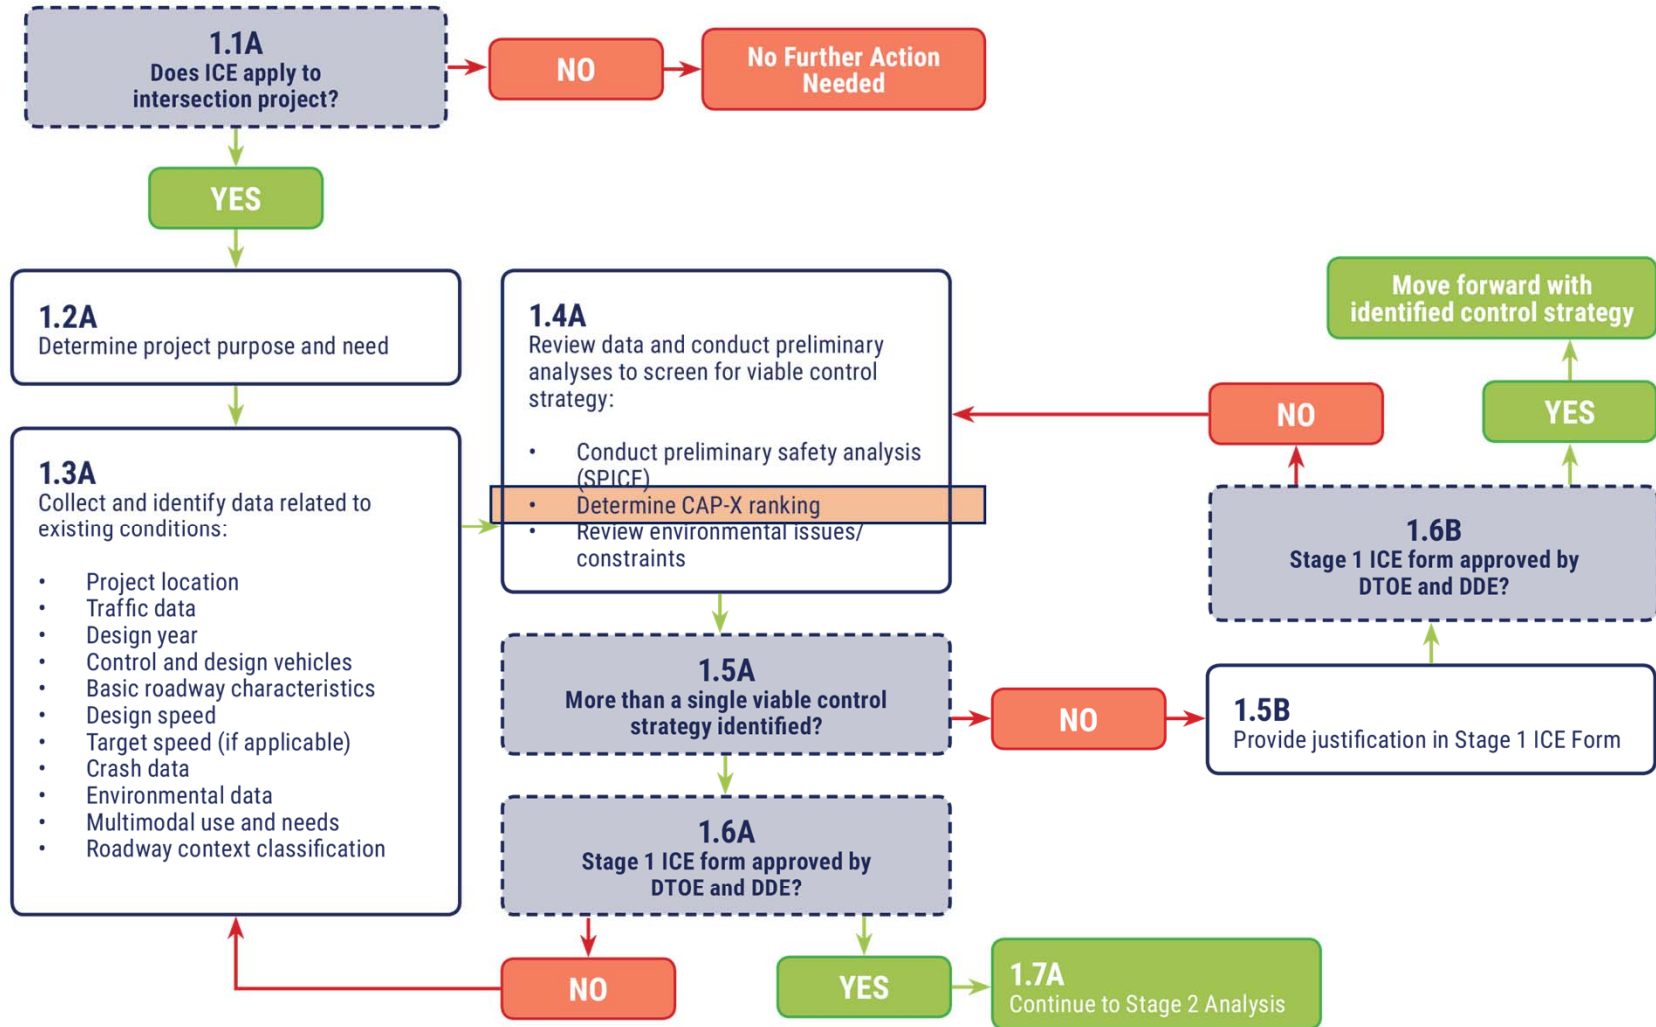 1.1A
Does ICE apply to
intersection project?
NO
No Further Action
Needed
YES
1.2A
Determine project purpose and need
1.3A
Collect and identify data related to
existing conditions:
• Project location
• Traffic data
• Design year
• Control and design vehicles
• Basic roadway characteristics
• Design speed
• Target speed (if applicable)
• Crash data
• Environmental data
• Multimodal use and needs
• Roadway context classification
1.4A
Review data and conduct preliminary
analyses to screen for viable control
strategy:
• Conduct preliminary safety analysis
(SPICE)
• Determine CAP-X ranking
• Review environmental issues/
constraints
1.5A
More than a single viable control
strategy identified?
NO
1.5B
Provide justification in Stage 1 ICE Form
1.6B
Stage 1 ICE form approved by
DTOE and DDE?
NO
YES
Move forward with
identified control strategy
1.6A
Stage 1 ICE form approved by
DTOE and DDE?
NO
YES
1.7A
Continue to Stage 2 Analysis